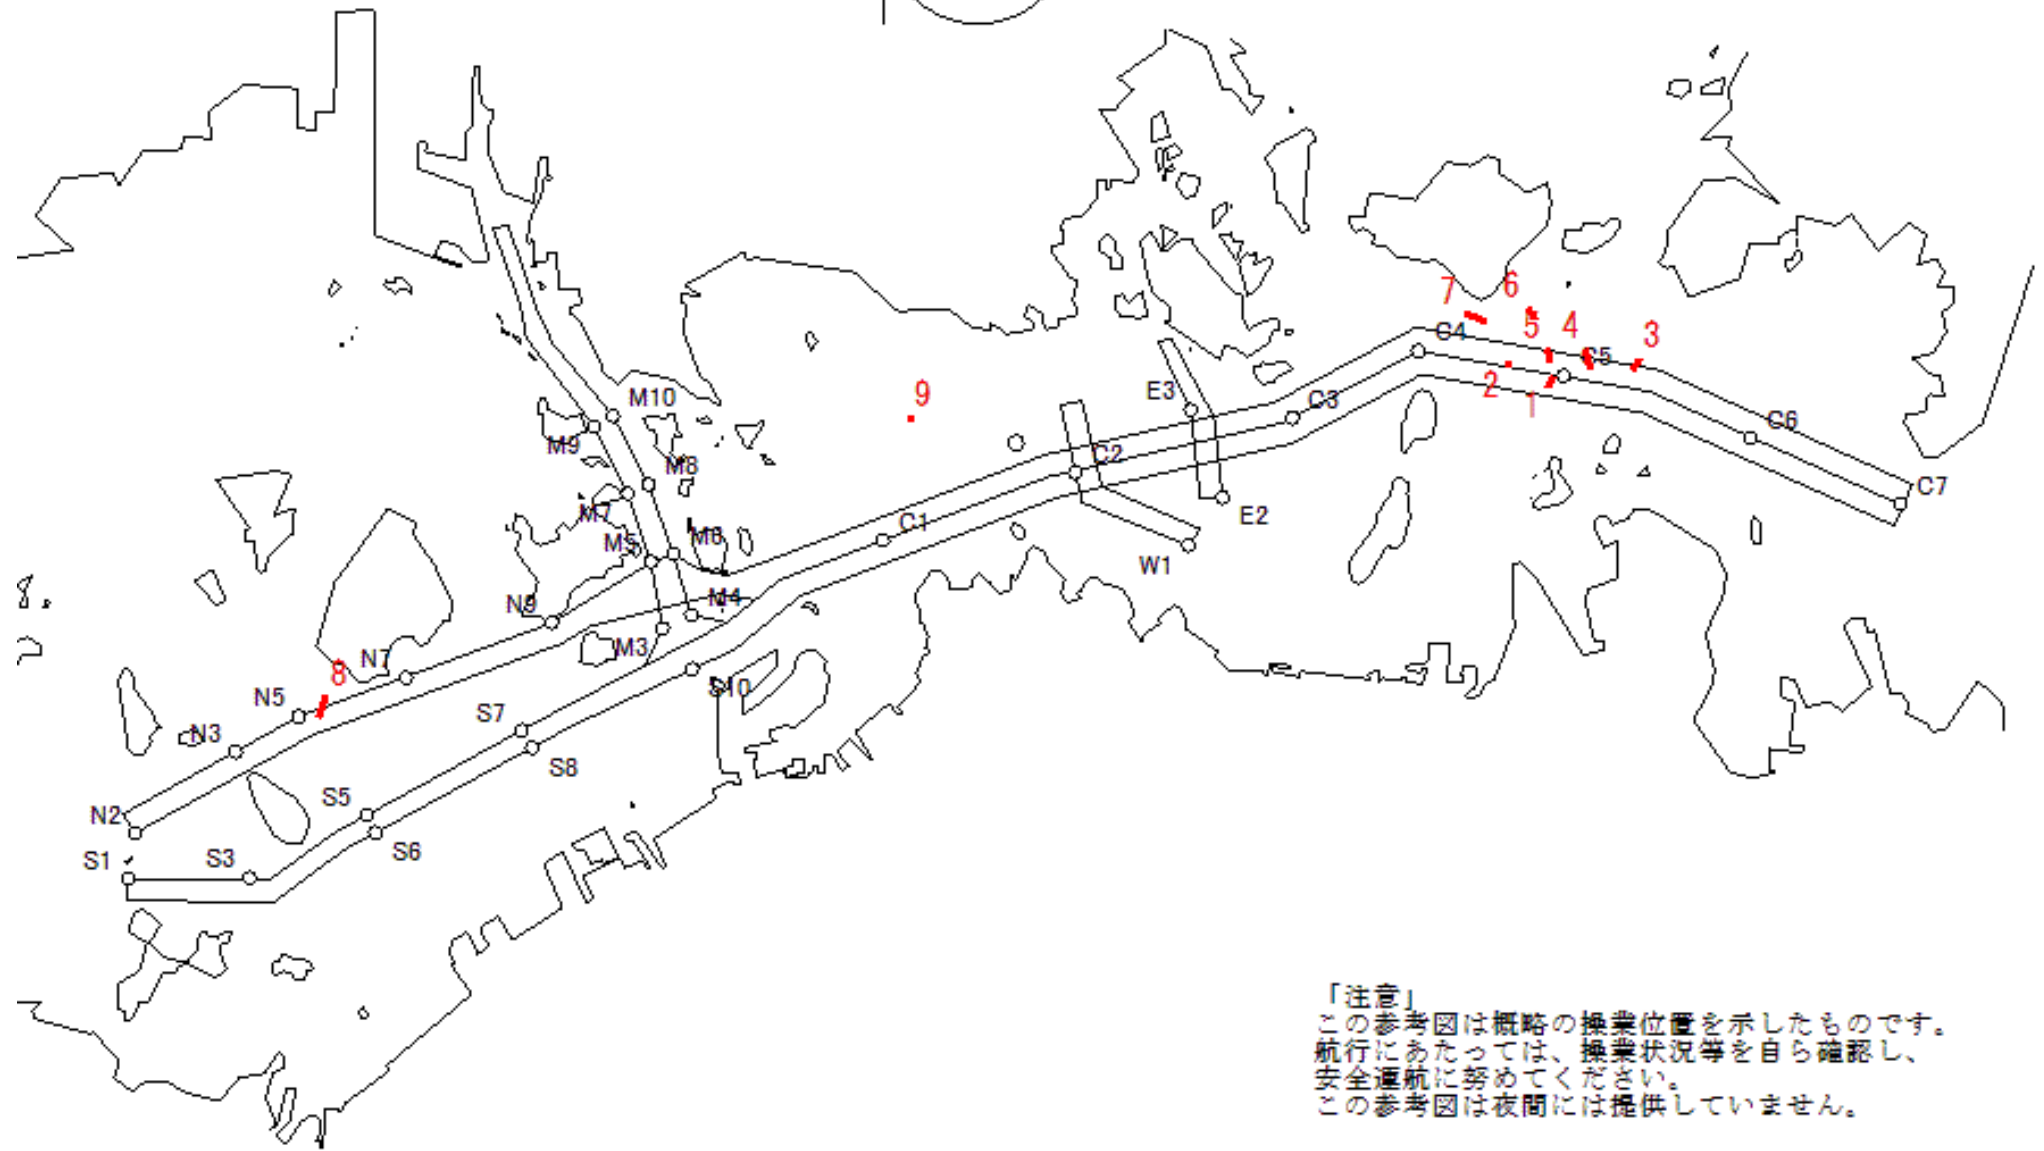 7
6
C4
5
4
C5
3
2
1
9
E3
C3
C6
M10
M9
M8
C2
C7
M7
E2
C1
M5
M6
W1
N9
M4
M3
N7
8
N5
S10
N3
S7
S8
S5
N2
S6
S1
S3
「注意」
この参考図は概略の操業位置を示したものです。
航行にあたっては、操業状況等を自ら確認し、
安全運航に努めてください。
この参考図は夜間には提供していません。